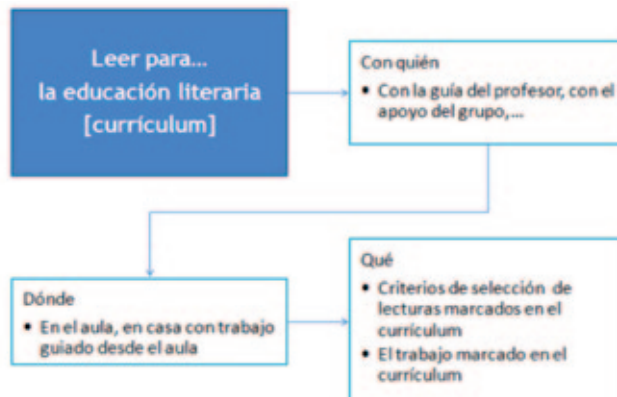 Leer para...
la educación literaria
[currículum]
Con quién
• Con la guía del profesor, con el
apoyo del grupo,...
Dónde
• En el aula, en casa con trabajo
guiado desde el aula
Qué
• Criterios de selección de
lecturas marcados en el
currículum
• El trabajo marcado en el
currículum